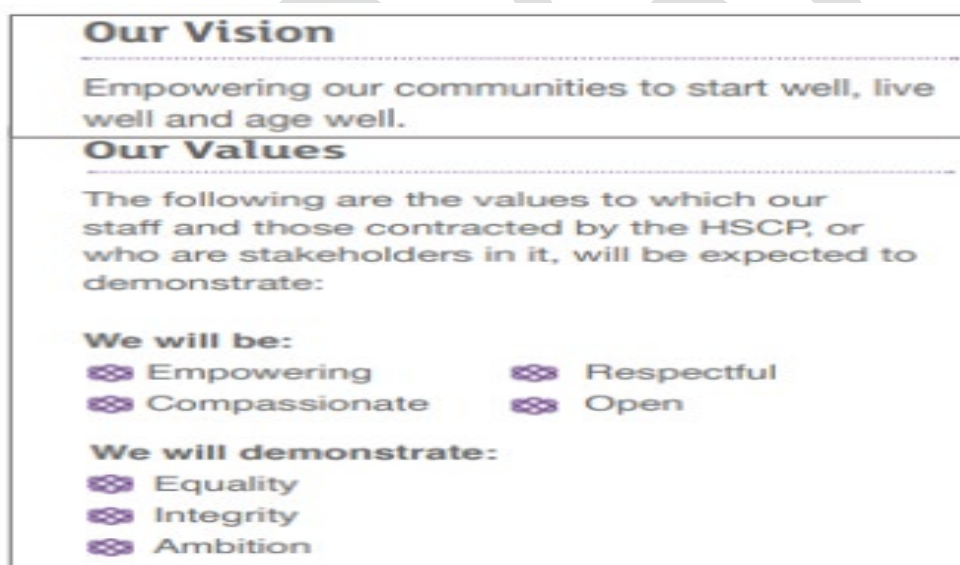 Our Vision
Empowering our communities to start well, live
well and age well.
Our Values
The following are the values to which our
staff and those contracted by the HSCP, or
who are stakeholders in it, will be expected to
demonstrate:
We will be:
Empowering Respectful
Compassionate Open
We will demonstrate:
Equality
Integrity
Ambition